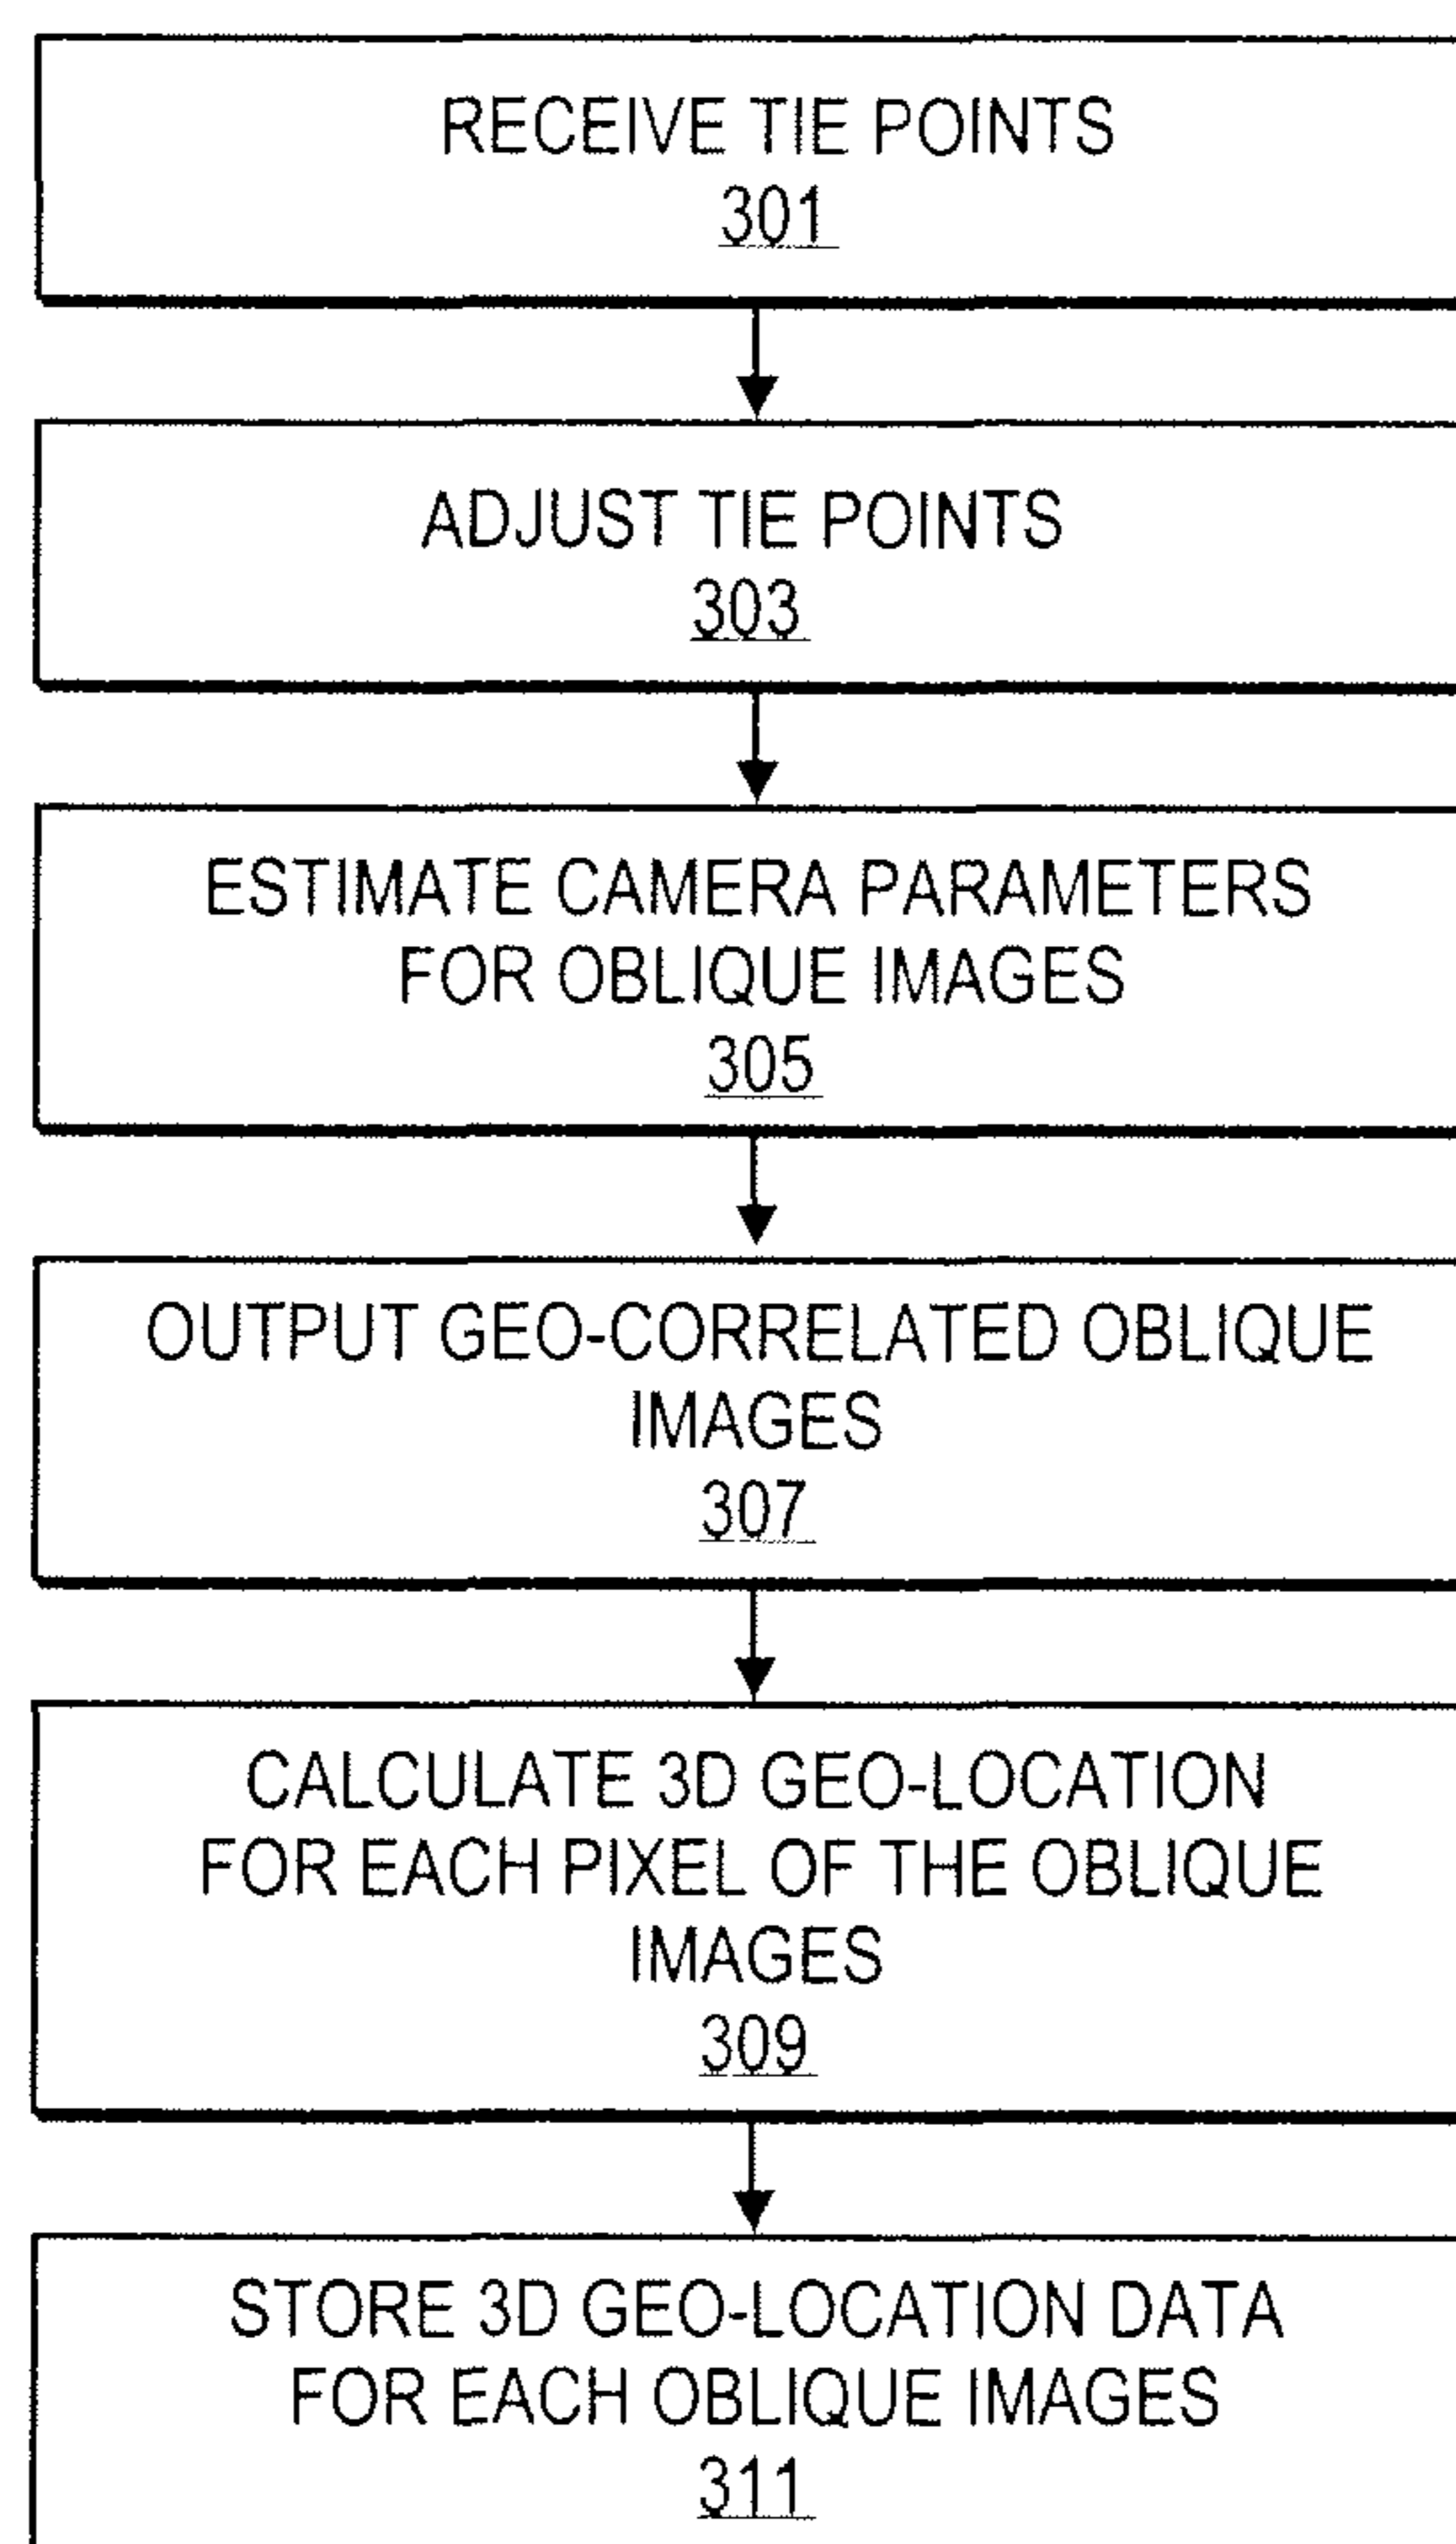 RECEIVE TIE POINTS
301
ADJUST TIE POINTS
303
ESTIMATE CAMERA PARAMETERS
FOR OBLIQUE IMAGES
305
OUTPUT GEO-CORRELATED OBLIQUE
IMAGES
307
CALCULATE 3D GEO-LOCATION
FOR EACH PIXEL OF THE OBLIQUE
IMAGES
309
STORE 3D GEO-LOCATION DATA
FOR EACH OBLIQUE IMAGES
311